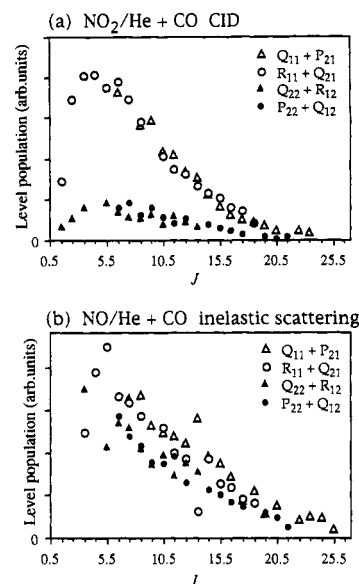 (a) NO₂/He + CO CID
Level population (arb.units)
△ Q₁₁ + P₂₁
○ R₁₁ + Q₂₁
▲ Q₂₂ + R₁₂
● P₂₂ + Q₁₂
0
0.5 5.5 10.5 15.5 20.5 25.5
J
(b) NO/He + CO inelastic scattering
Level population (arb.units)
△ Q₁₁ + P₂₁
○ R₁₁ + Q₂₁
▲ Q₂₂ + R₁₂
● P₂₂ + Q₁₂
0
0.5 5.5 10.5 15.5 20.5 25.5
J